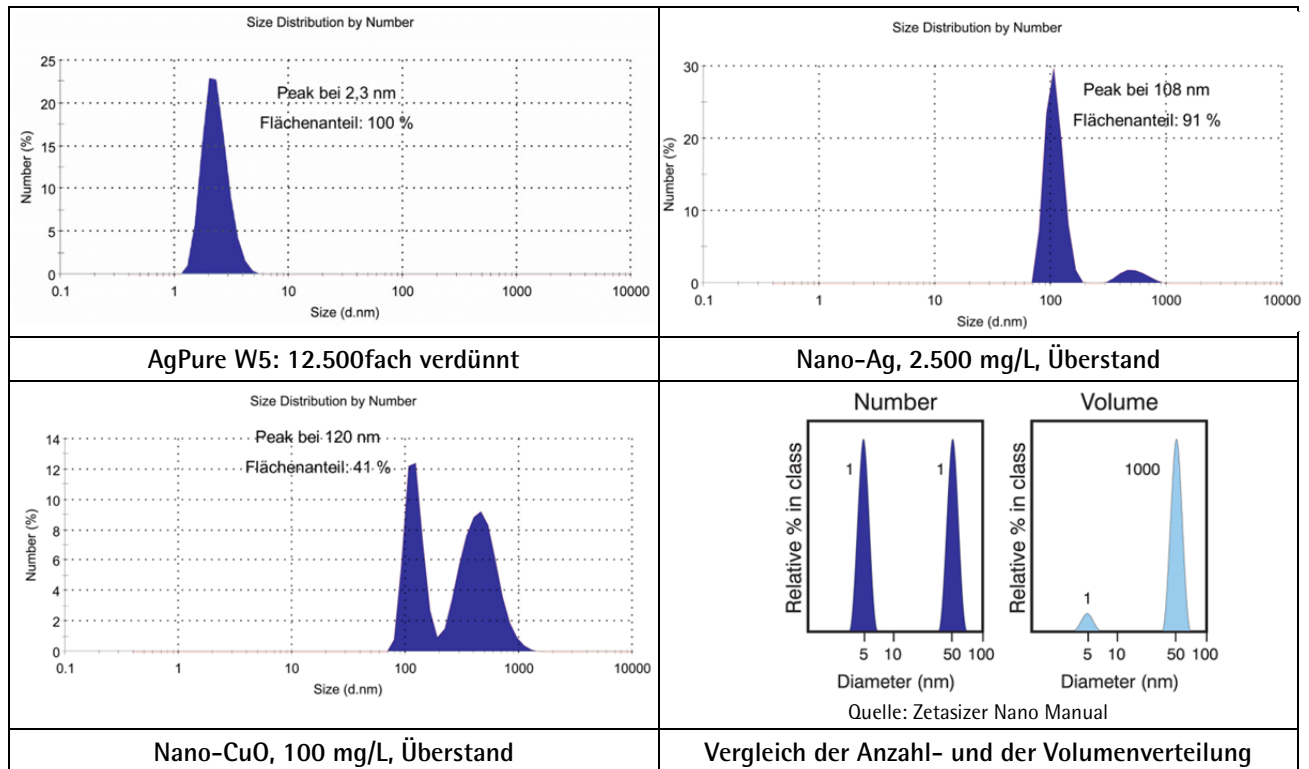 Size Distribution by Number
25
20
15
10
5
0
Number (%)
Peak bei 2,3 nm
Flächenanteil: 100 %
0.1 1 10 100 1000 10000
Size (d.nm)
AgPure W5: 12.500fach verdünnt
Size Distribution by Number
30
20
10
0
Number (%)
Peak bei 108 nm
Flächenanteil: 91 %
0.1 1 10 100 1000 10000
Size (d.nm)
Nano-Ag, 2.500 mg/L, Überstand
Size Distribution by Number
14
12
10
8
6
4
2
0
Number (%)
Peak bei 120 nm
Flächenanteil: 41 %
0.1 1 10 100 1000 10000
Size (d.nm)
Nano-CuO, 100 mg/L, Überstand
Number
Relative % in class
1 1
5 10 50 100
Diameter (nm)
Volume
Relative % in class
1000
1
5 10 50 100
Diameter (nm)
Quelle: Zetasizer Nano Manual
Vergleich der Anzahl- und der Volumenverteilung